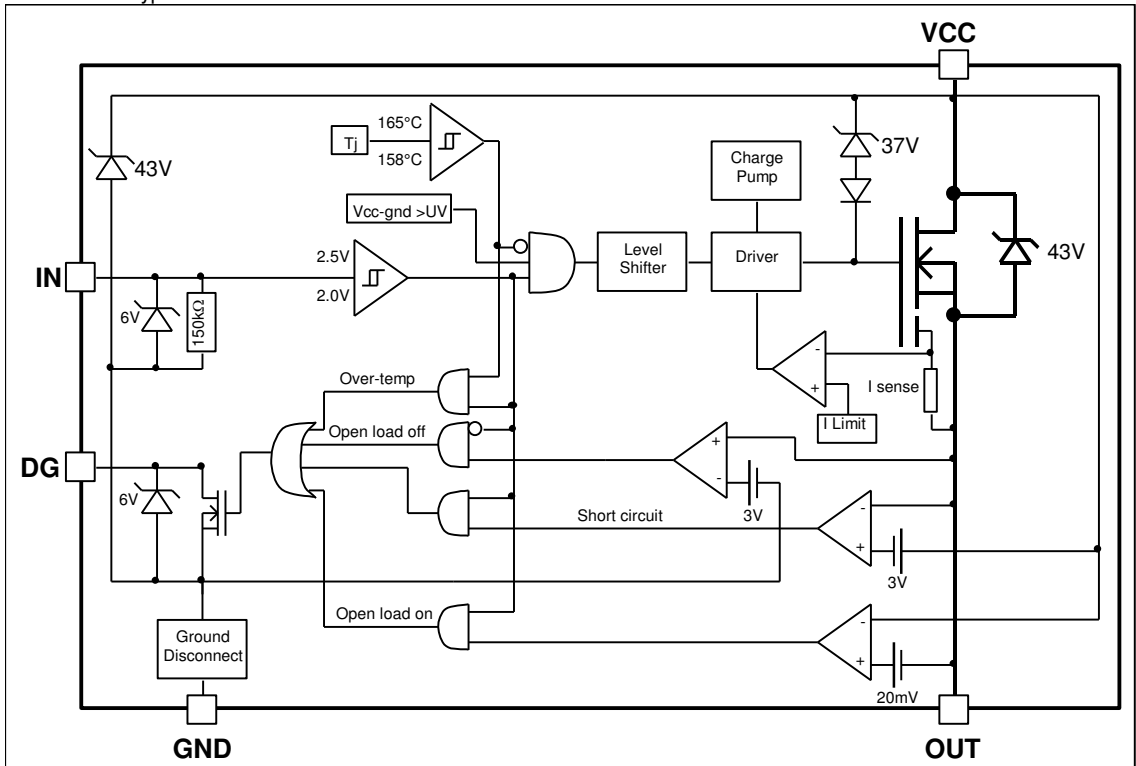 VCC
165°C
Tj
158°C
43V
37V
Charge
Pump
Vcc-gnd >UV
Level
Shifter
Driver
43V
2.5V
IN
2.0V
6V
150kΩ
-
+
I sense
I Limit
Over-temp
Open load off
DG
6V
+
-
3V
Short circuit
-
+
3V
Open load on
-
+
20mV
Ground
Disconnect
GND
OUT